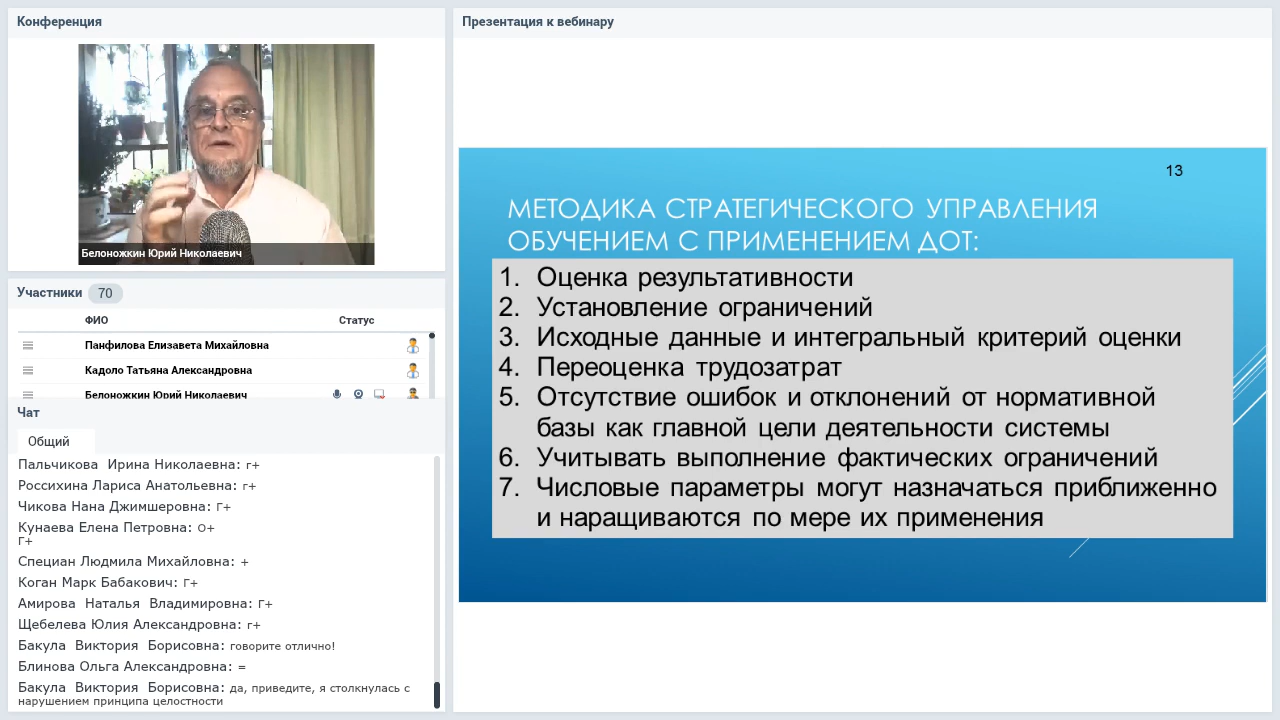 Конференция
Белоножкин Юрий Николаевич
Участники 70
ФИО Статус
Панфилова Елизавета Михайловна
Кадоло Татьяна Александровна
Белоножкин Юрий Николаевич
Чат
Общий
Пальчикова Ирина Николаевна: г+
Россихина Лариса Анатольевна: г+
Чикова Нана Джимшеровна: Г+
Кунаева Елена Петровна: О+
Г+
Специан Людмила Михайловна: +
Коган Марк Бабакович: Г+
Амирова Наталья Владимировна: Г+
Щебелева Юлия Александровна: г+
Бакула Виктория Борисовна: говорите отлично!
Блинова Ольга Александровна: =
Бакула Виктория Борисовна: да, приведите, я столкнулась с
нарушением принципа целостности
Презентация к вебинару
13
МЕТОДИКА СТРАТЕГИЧЕСКОГО УПРАВЛЕНИЯ
ОБУЧЕНИЕМ С ПРИМЕНЕНИЕМ ДОТ:
1. Оценка результативности
2. Установление ограничений
3. Исходные данные и интегральный критерий оценки
4. Переоценка трудозатрат
5. Отсутствие ошибок и отклонений от нормативной
базы как главной цели деятельности системы
6. Учитывать выполнение фактических ограничений
7. Числовые параметры могут назначаться приближенно
и наращиваются по мере их применения